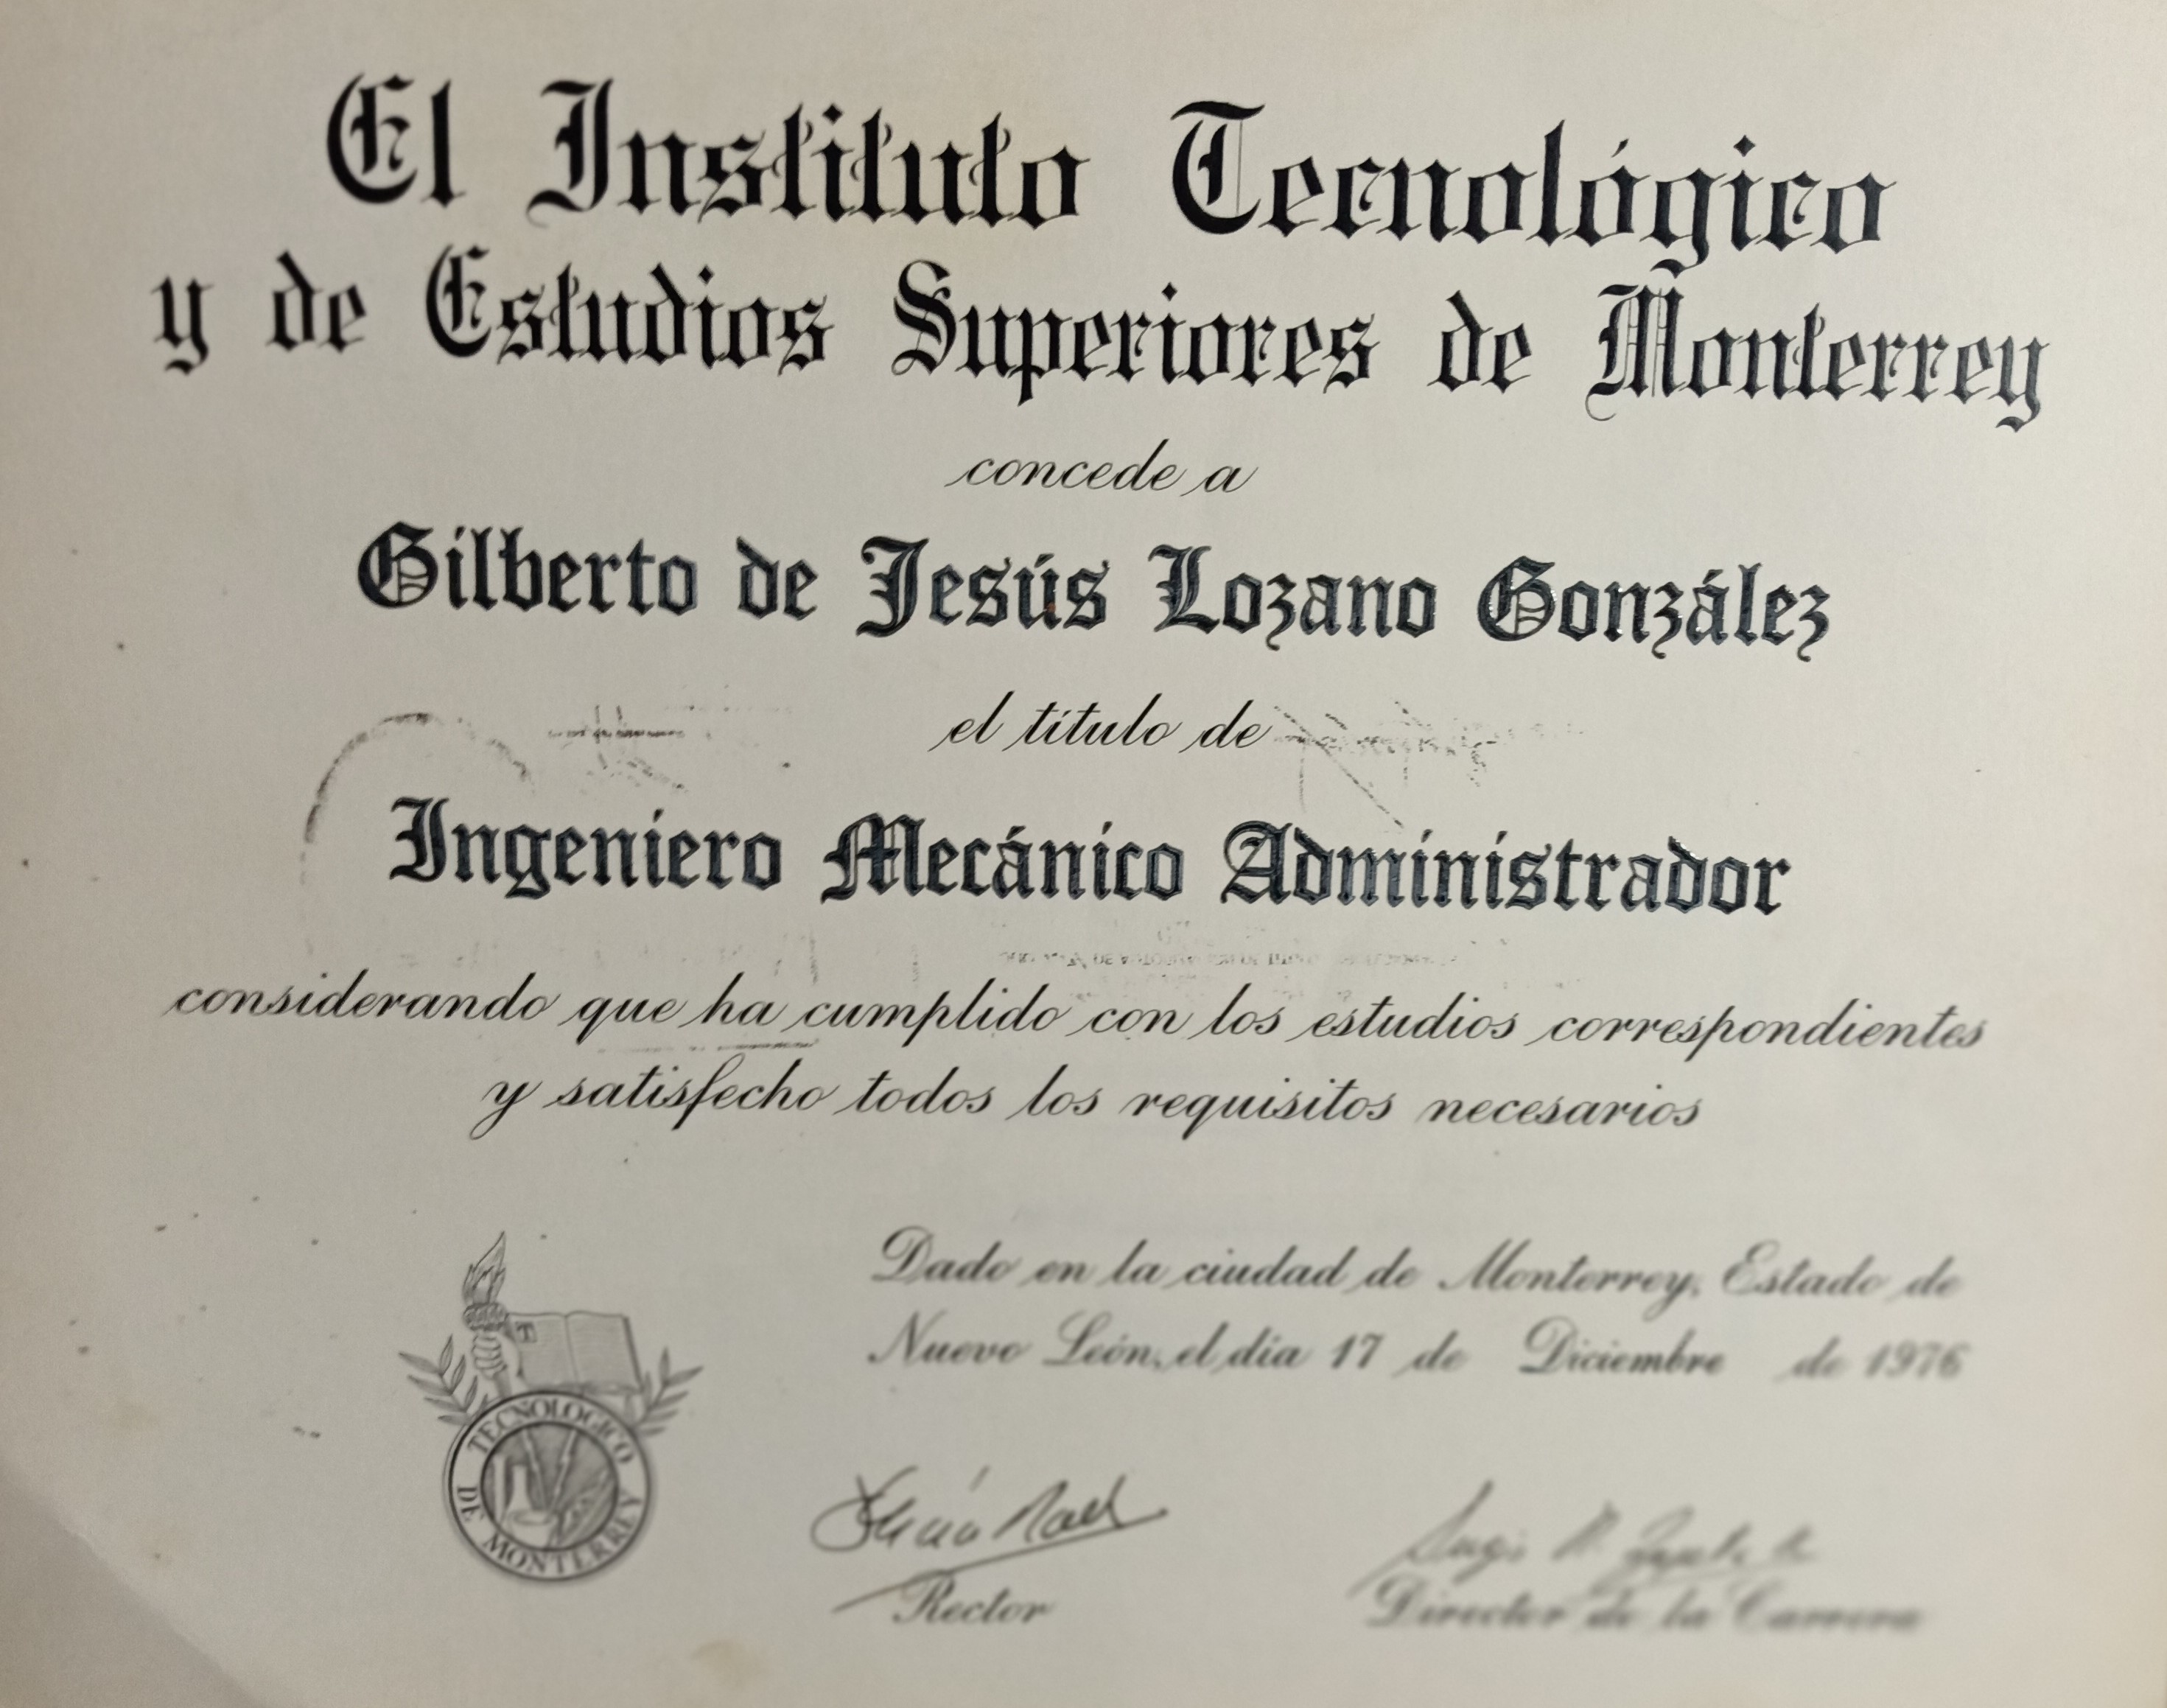 El Instituto Tecnológico
y de Estudios Superiores de Monterrey
concede a
Gilberto de Jesús Lozano González
el título de
Ingeniero Mecánico Administrador
considerando que ha cumplido con los estudios correspondientes
y satisfecho todos los requisitos necesarios
Dado en la ciudad de Monterrey, Estado de
Nuevo León, el día 17 de Diciembre de 1976
T
TECNOLOGICO
DE MONTERREY
Rector
Director de la Carrera